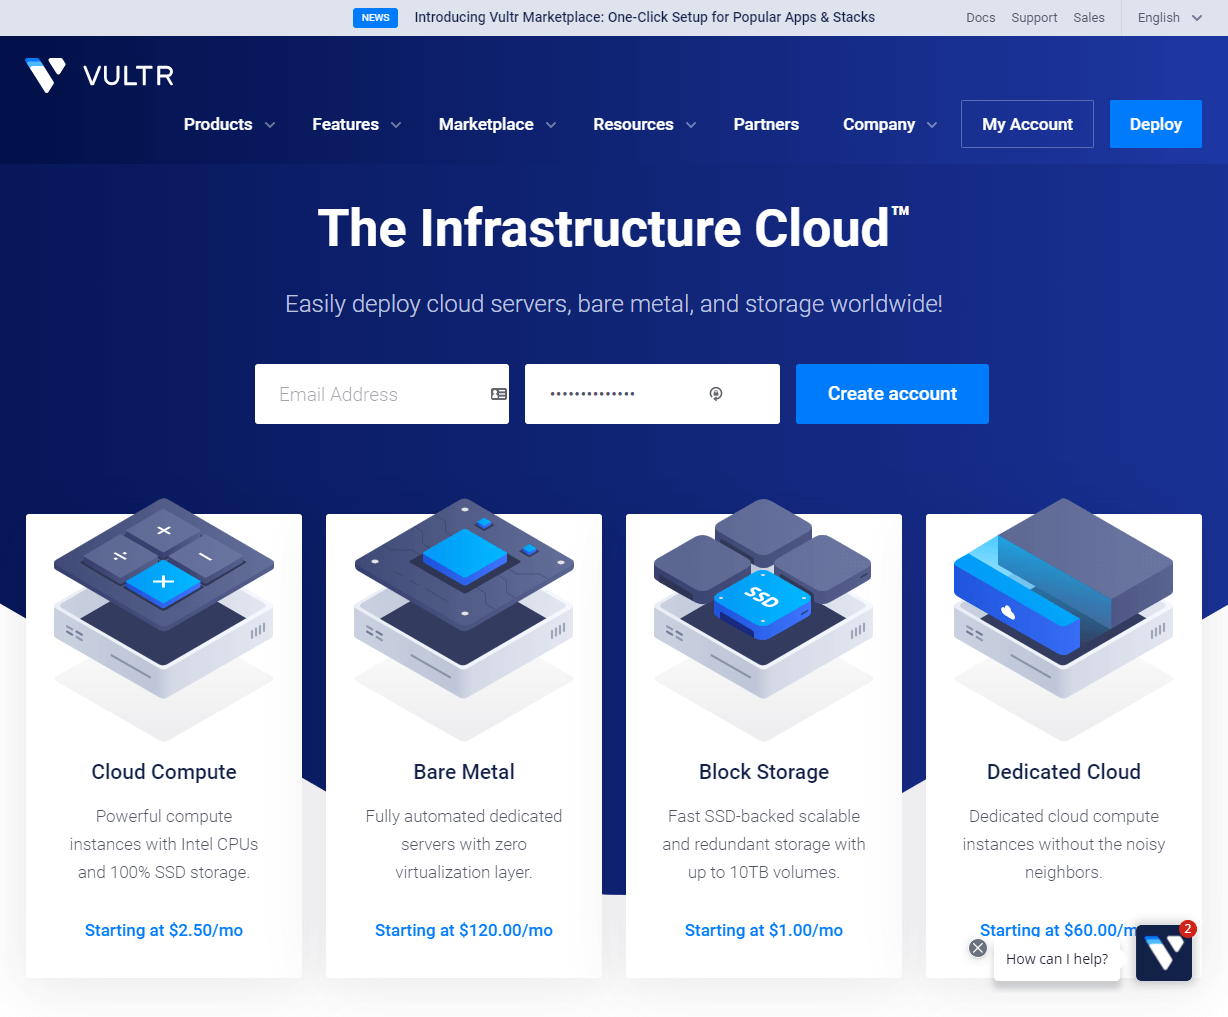 NEWS Introducing Vultr Marketplace: One-Click Setup for Popular Apps & Stacks Docs Support Sales English
VULTR
Products Features Marketplace Resources Partners Company My Account Deploy
The Infrastructure Cloud™
Easily deploy cloud servers, bare metal, and storage worldwide!
Email Address •••••••••••••• Create account
SSD
Cloud Compute
Powerful compute
instances with Intel CPUs
and 100% SSD storage.
Starting at $2.50/mo
Bare Metal
Fully automated dedicated
servers with zero
virtualization layer.
Starting at $120.00/mo
Block Storage
Fast SSD-backed scalable
and redundant storage with
up to 10TB volumes.
Starting at $1.00/mo
Dedicated Cloud
Dedicated cloud compute
instances without the noisy
neighbors.
Starting at $60.00/m
2
How can I help?